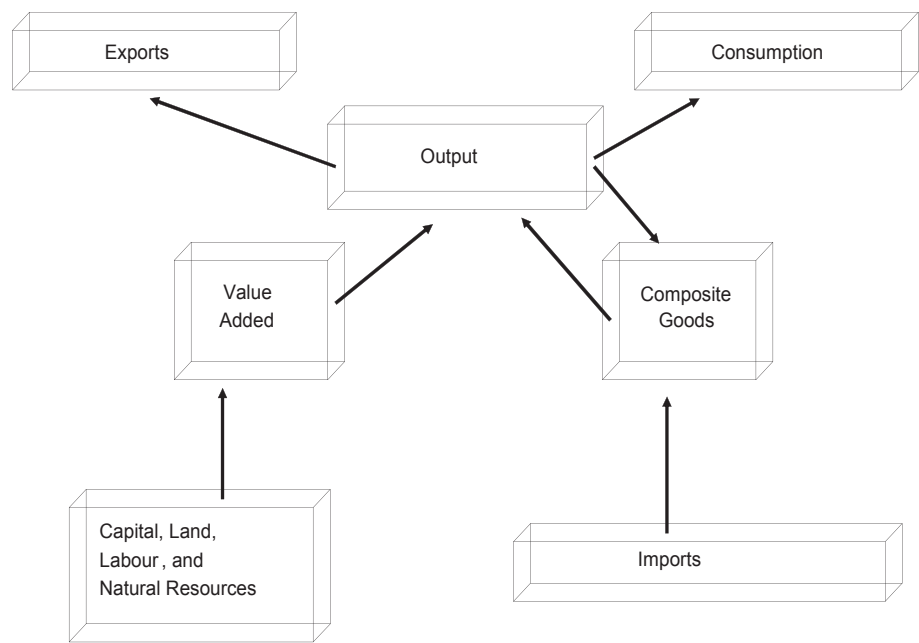 Exports
Consumption
Output
Value
Added
Composite
Goods
Capital, Land,
Labour , and
Natural Resources
Imports